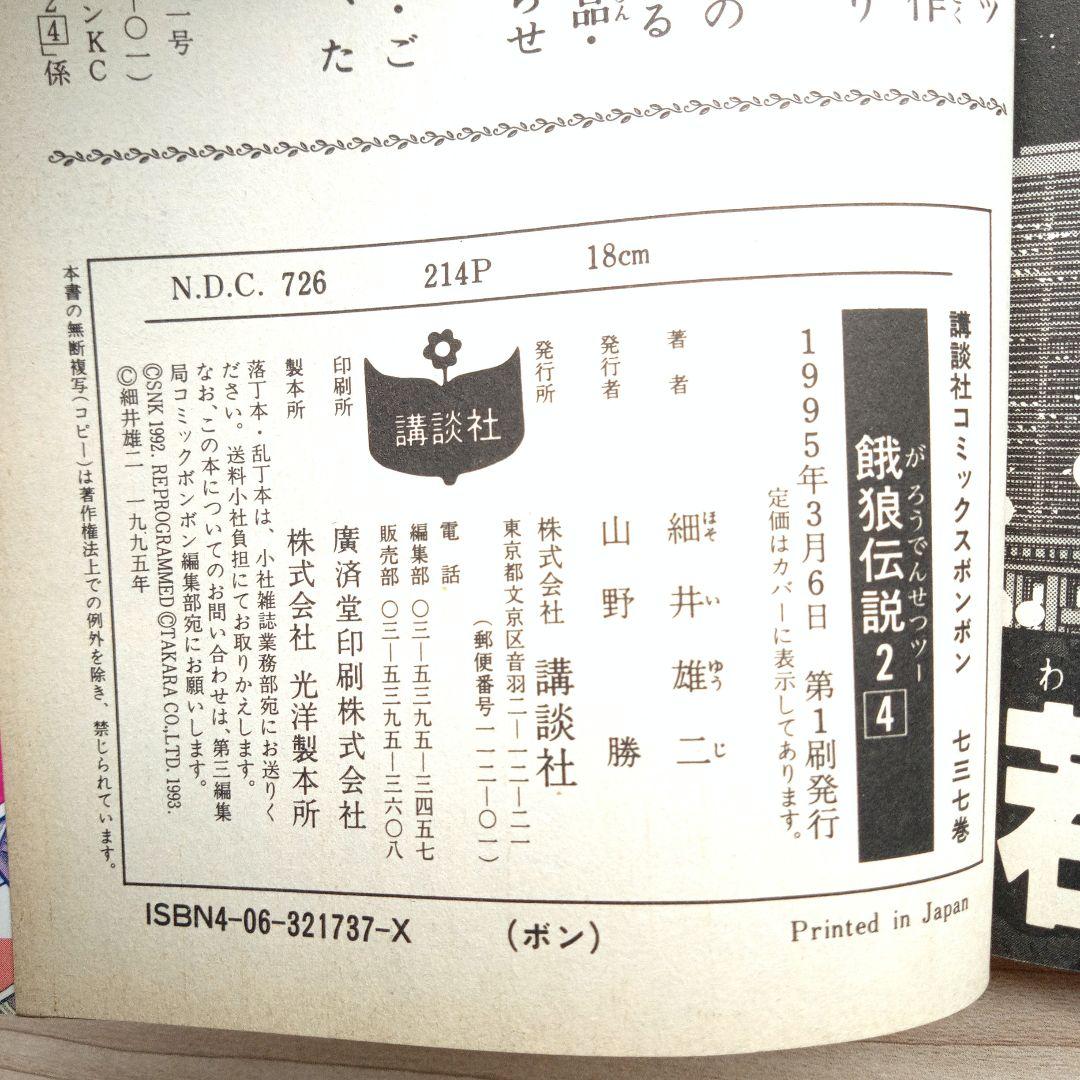 N.D.C. 726 214P 18cm
講談社コミックスボンボン 七三七巻
餓狼伝説2 4
がろうでんせつツー
1995年3月6日 第1刷発行
定価はカバーに表示してあります。
著者 細井雄二
ほそ い ゆう じ
発行者 山野 勝
発行所 株式会社 講談社
東京都文京区音羽二―一二―二一
(郵便番号一一二―〇一)
電話
編集部 〇三―五三九五―三四五七
販売部 〇三―五三九五―三六〇八
講談社
印刷所 廣済堂印刷株式会社
製本所 株式会社 光洋製本所
落丁本・乱丁本は、小社雑誌業務部宛にお送りく
ださい。送料小社負担にてお取りかえします。
なお、この本についてのお問い合わせは、第三編集
局コミックボンボン編集部宛にお願いします。
©SNK 1992. REPROGRAMMED ©TAKARA CO.,LTD. 1993.
©細井雄二 一九九五年
本書の無断複写(コピー)は著作権法上での例外を除き、禁じられています。
ISBN4-06-321737-X (ボン) Printed in Japan
わ